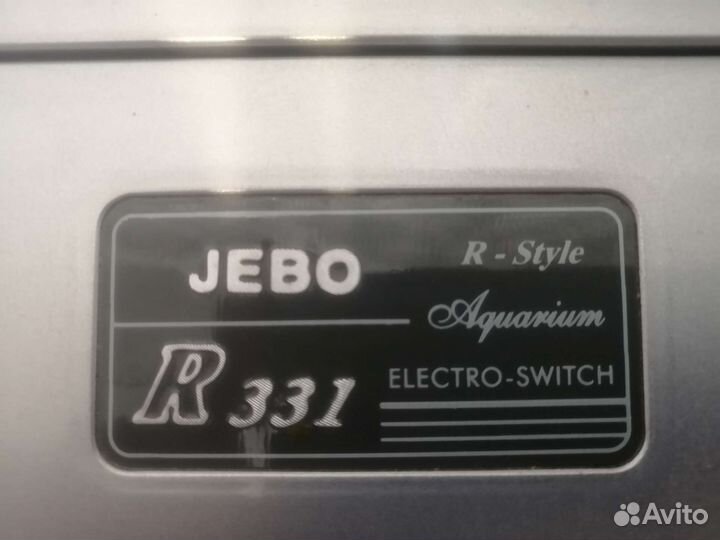 JEBO
R 331
R - Style
Aquarium
ELECTRO-SWITCH
Avito